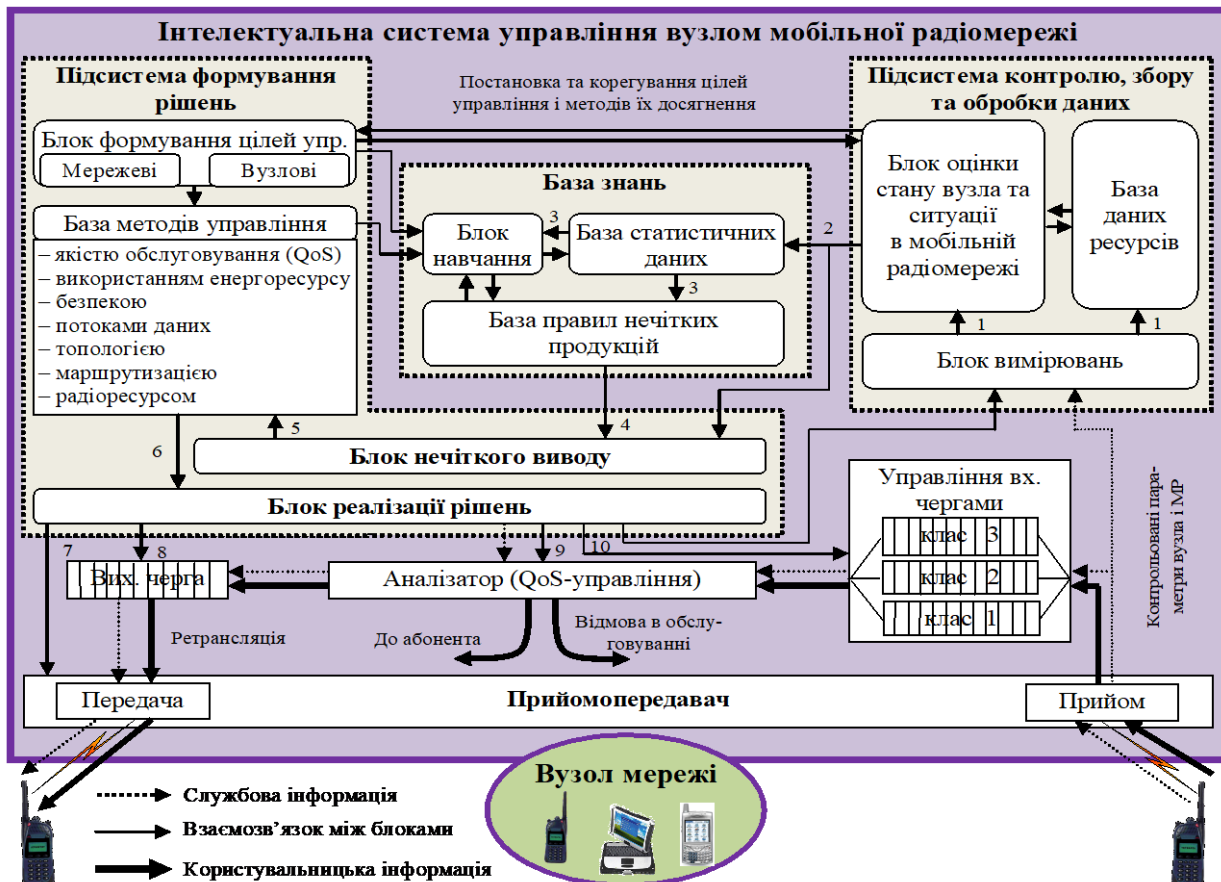 Інтелектуальна система управління вузлом мобільної радіомережі
Підсистема формування
рішень
Блок формування цілей упр.
Мережеві
Вузлові
База методів управління
– якістю обслуговування (QoS)
– використанням енергоресурсу
– безпекою
– потоками даних
– топологією
– маршрутизацією
– радіоресурсом
Постановка та корегування цілей
управління і методів їх досягнення
База знань
Блок
навчання
3
База статистичних
даних
3
База правил нечітких
продукцій
2
Підсистема контролю, збору
та обробки даних
Блок оцінки
стану вузла та
ситуації
в мобільній
радіомережі
База
даних
ресурсів
1
1
Блок вимірювань
6
5
4
Блок нечіткого виводу
Блок реалізації рішень
7
8
9
10
Управління вх.
чергами
клас 3
клас 2
клас 1
Контрольовані пара-
метри вузла і МР
Вих. черга
Аналізатор (QoS-управління)
Ретрансляція
До абонента
Відмова в обслу-
говуванні
Передача
Прийомопередавач
Прийом
Вузол мережі
Службова інформація
Взаємозв’язок між блоками
Користувальницька інформація